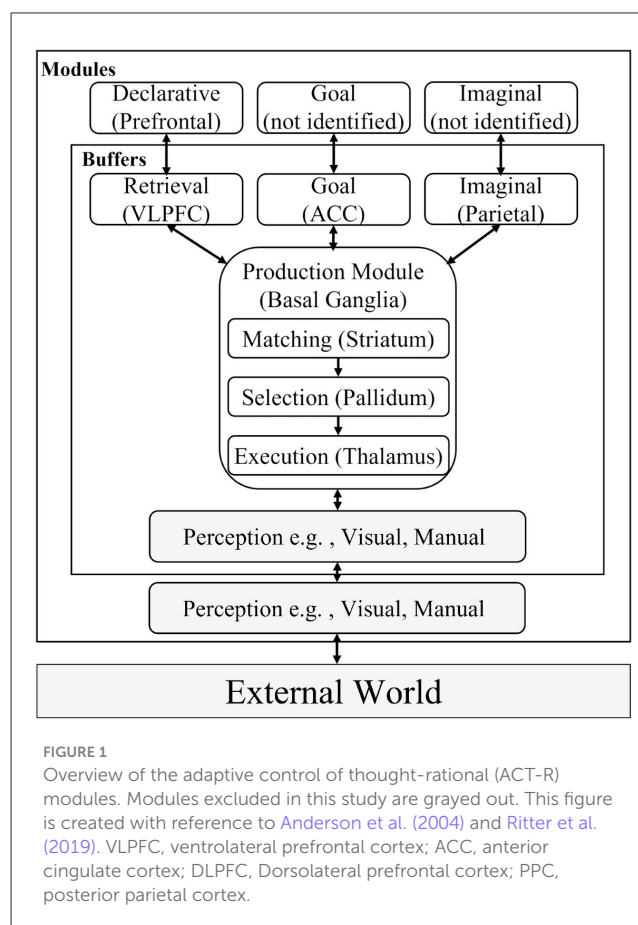 Modules
Declarative
(Prefrontal)
Goal
(not identified)
Imaginal
(not identified)
Buffers
Retrieval
(VLPFC)
Goal
(ACC)
Imaginal
(Parietal)
Production Module
(Basal Ganglia)
Matching (Striatum)
Selection (Pallidum)
Execution (Thalamus)
Perception e.g. , Visual, Manual
Perception e.g., Visual, Manual
External World
FIGURE 1
Overview of the adaptive control of thought-rational (ACT-R)
modules. Modules excluded in this study are grayed out. This figure
is created with reference to Anderson et al. (2004) and Ritter et al.
(2019). VLPFC, ventrolateral prefrontal cortex; ACC, anterior
cingulate cortex; DLPFC, Dorsolateral prefrontal cortex; PPC,
posterior parietal cortex.